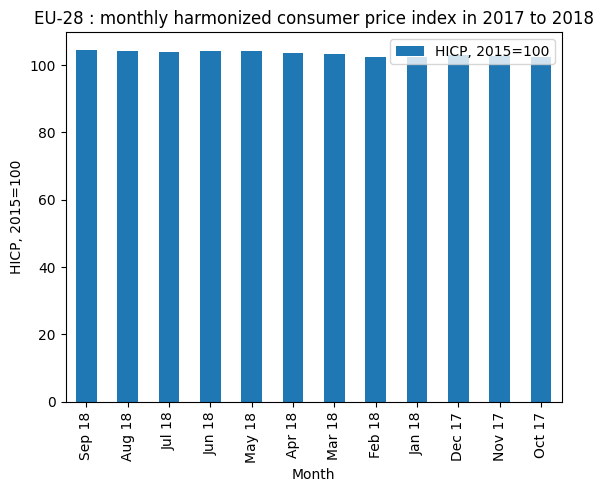 EU-28 : monthly harmonized consumer price index in 2017 to 2018
HICP, 2015=100
HICP, 2015=100
100
80
60
40
20
0
Sep 18
Aug 18
Jul 18
Jun 18
May 18
Apr 18
Mar 18
Feb 18
Jan 18
Dec 17
Nov 17
Oct 17
Month